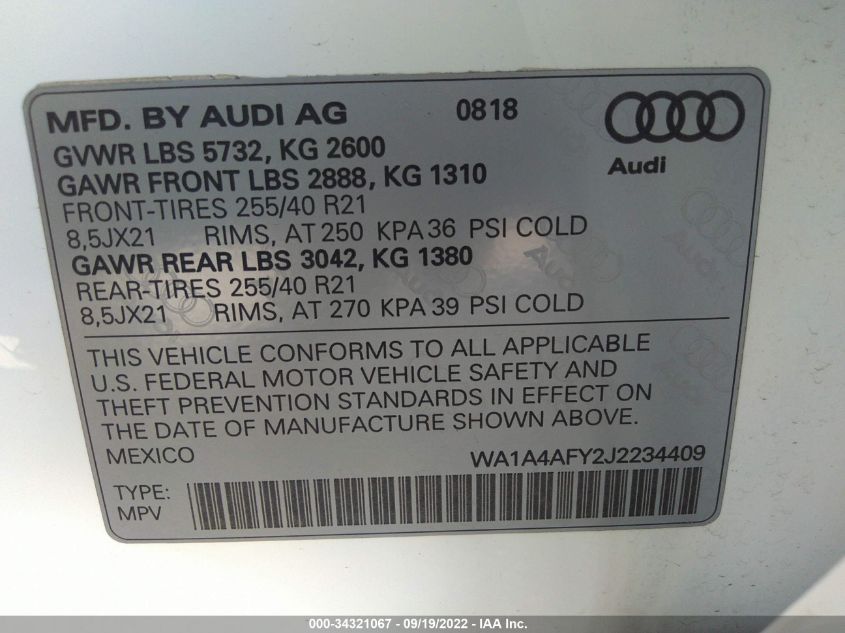 MFD. BY AUDI AG 0818
Audi
GVWR LBS 5732, KG 2600
GAWR FRONT LBS 2888, KG 1310
FRONT-TIRES 255/40 R21
8,5JX21 RIMS, AT 250 KPA 36 PSI COLD
GAWR REAR LBS 3042, KG 1380
REAR-TIRES 255/40 R21
8,5JX21 RIMS, AT 270 KPA 39 PSI COLD
THIS VEHICLE CONFORMS TO ALL APPLICABLE
U.S. FEDERAL MOTOR VEHICLE SAFETY AND
THEFT PREVENTION STANDARDS IN EFFECT ON
THE DATE OF MANUFACTURE SHOWN ABOVE.
MEXICO WA1A4AFY2J2234409
TYPE:
MPV
000-34321067 - 09/19/2022 - IAA Inc.